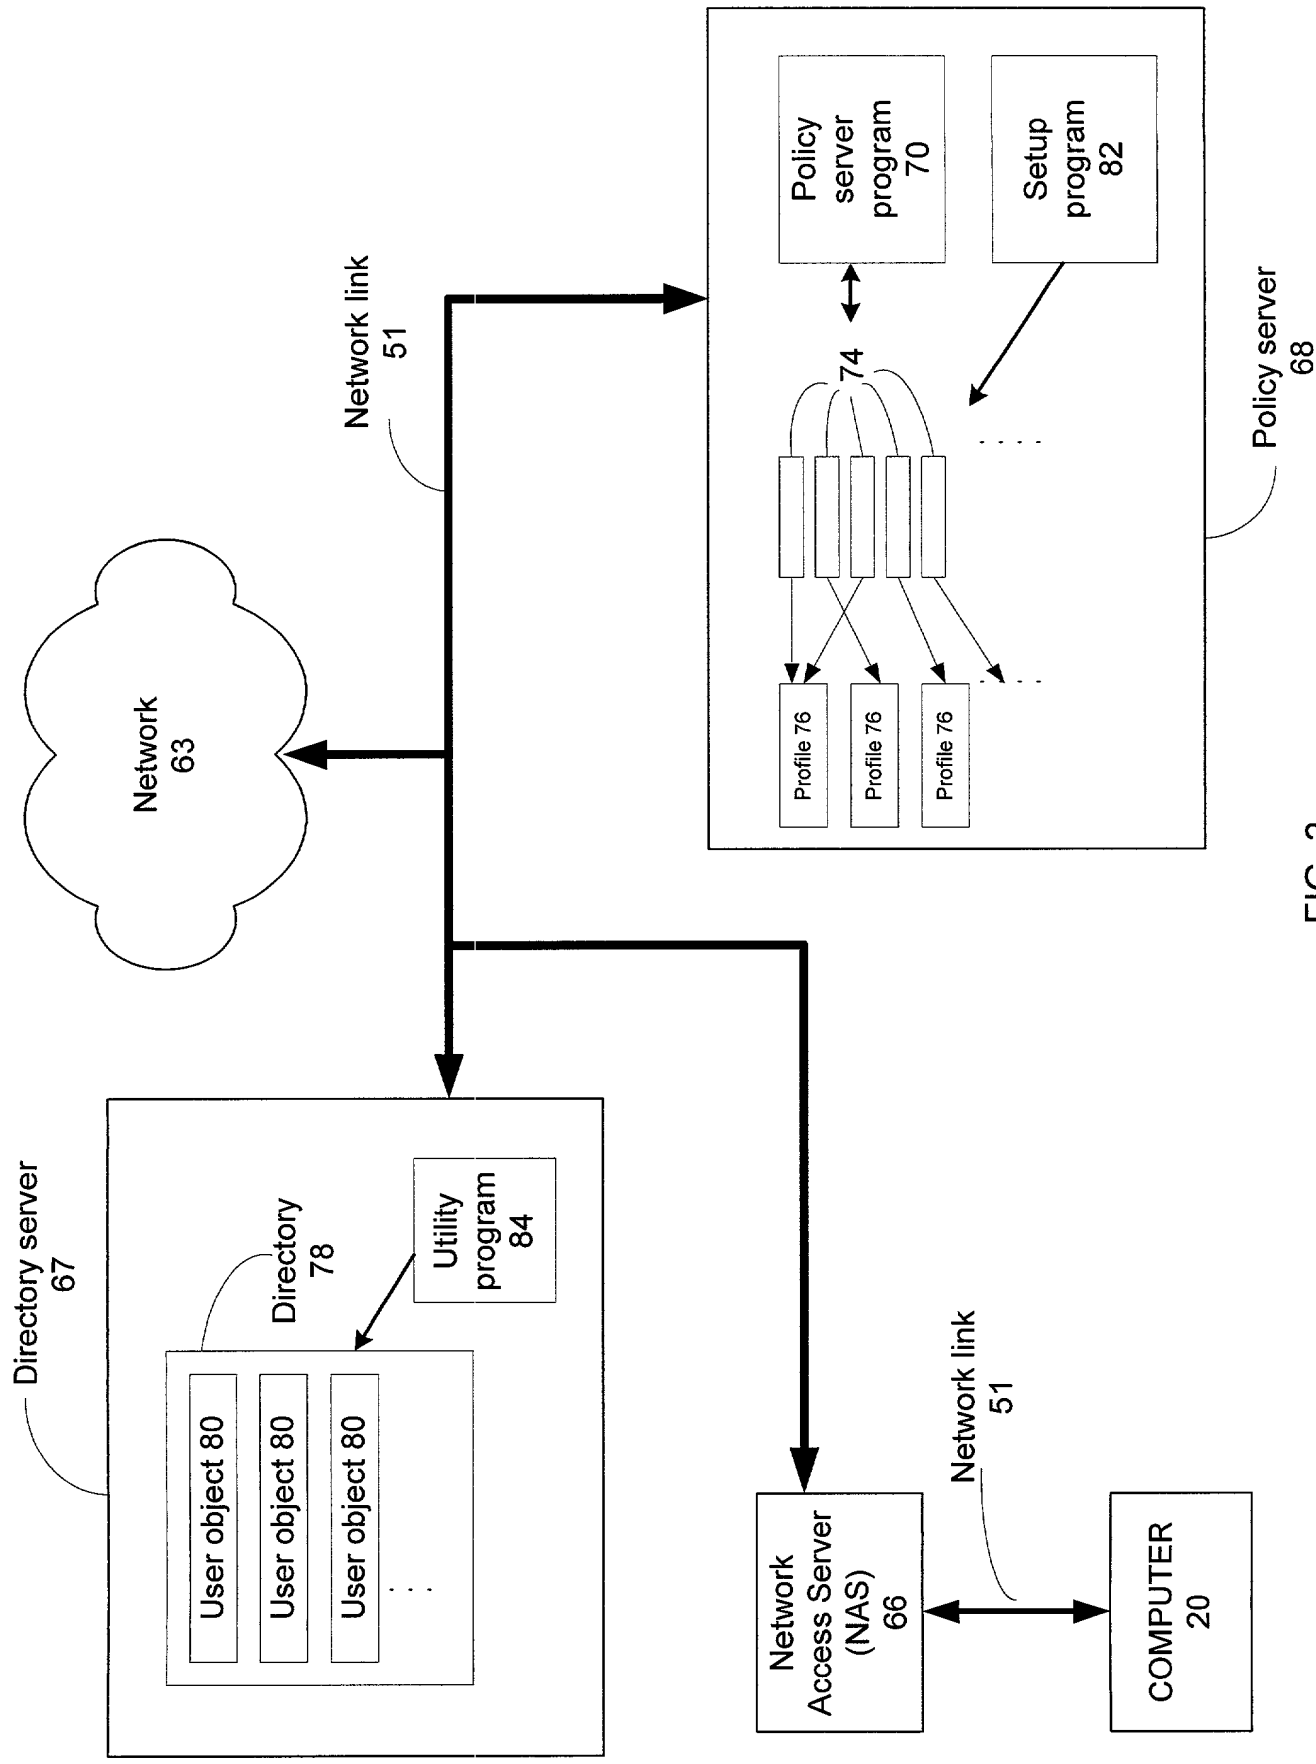 Directory server
67
User object 80
User object 80
User object 80
. . .
Directory
78
Utility
program
84
Network
63
Network link
51
Network
Access Server
(NAS)
66
Network link
51
COMPUTER
20
Profile 76
Profile 76
Profile 76
. . . .
74
. . . .
Policy
server
program
70
Setup
program
82
Policy server
68
FIG.